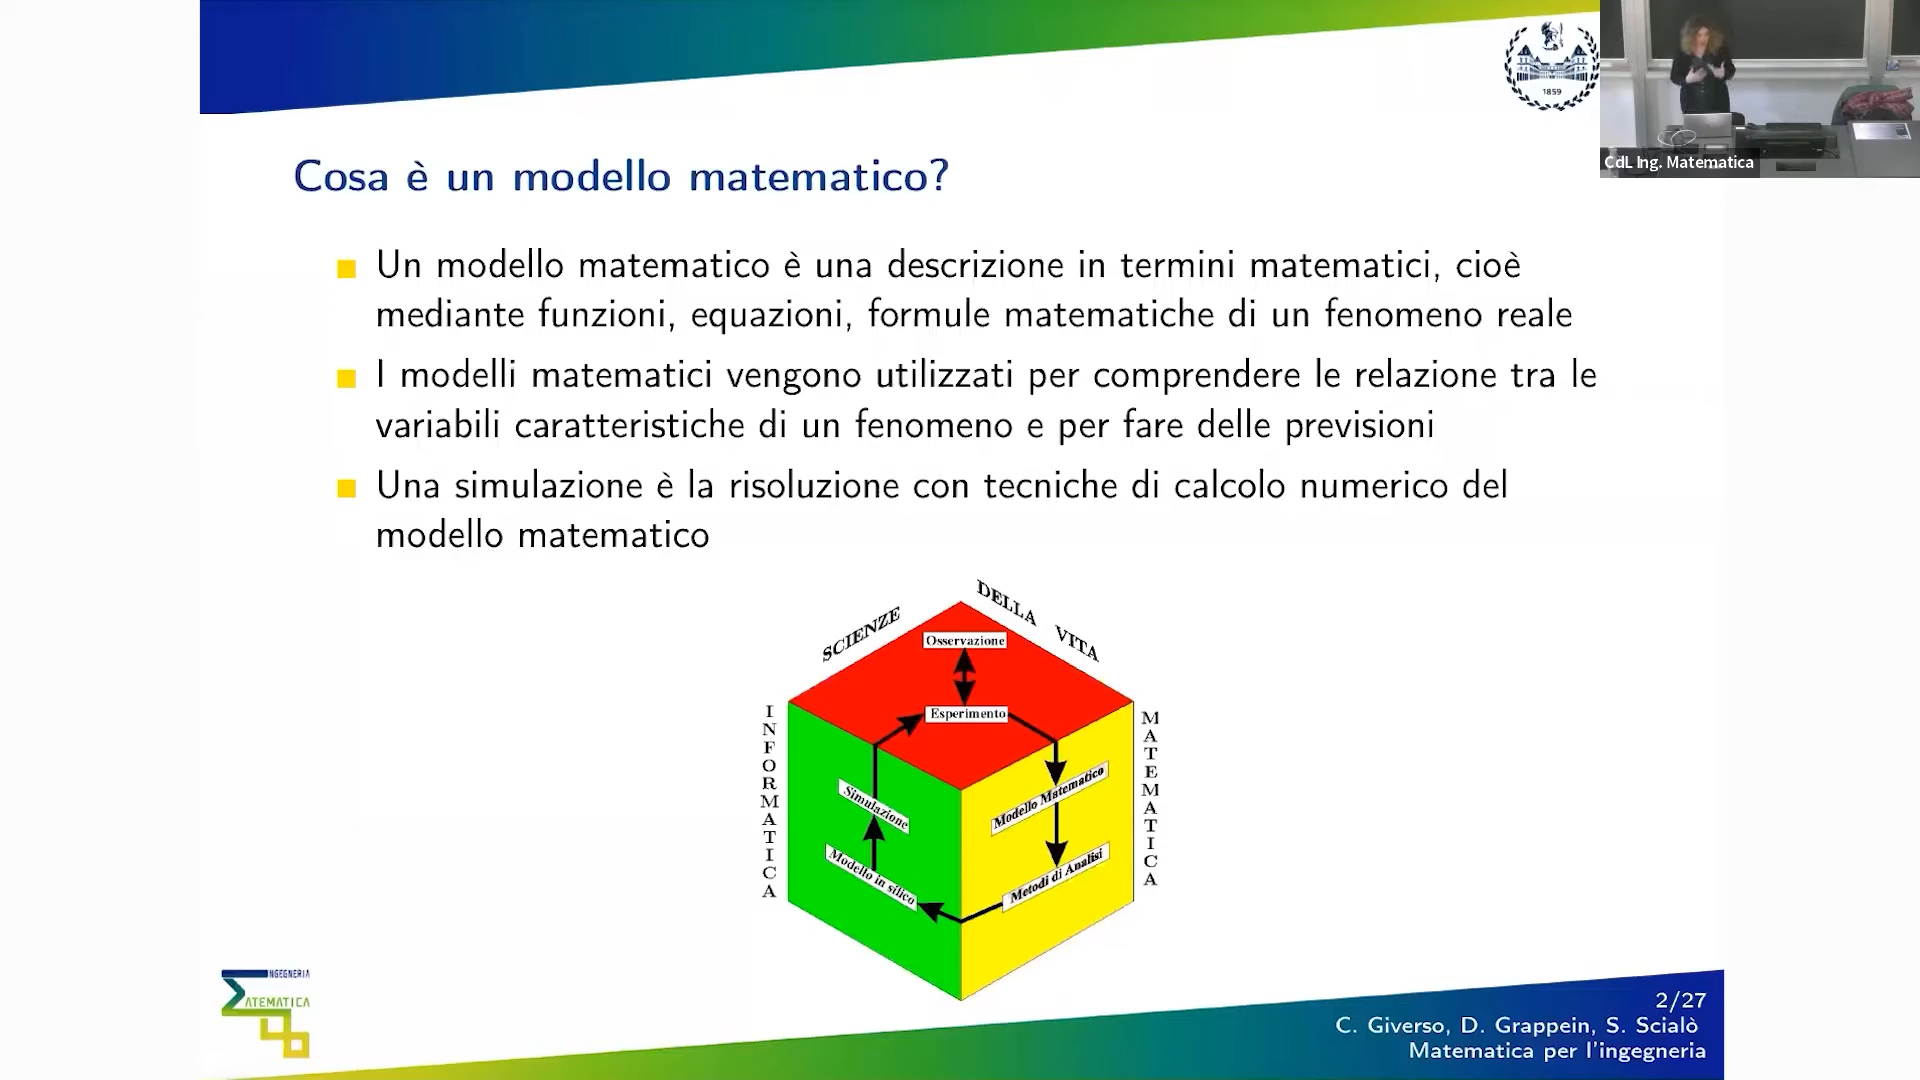 1859
CdL Ing. Matematica
Cosa è un modello matematico?
Un modello matematico è una descrizione in termini matematici, cioè
mediante funzioni, equazioni, formule matematiche di un fenomeno reale
I modelli matematici vengono utilizzati per comprendere le relazione tra le
variabili caratteristiche di un fenomeno e per fare delle previsioni
Una simulazione è la risoluzione con tecniche di calcolo numerico del
modello matematico
SCIENZE DELLA VITA
Osservazione
Esperimento
INFORMATICA
MATEMATICA
Modello Matematico
Simulazione
Modello in silico
Metodi di Analisi
NGEGNERIA
ATEMATICA
2/27
C. Giverso, D. Grappein, S. Scialò
Matematica per l'ingegneria